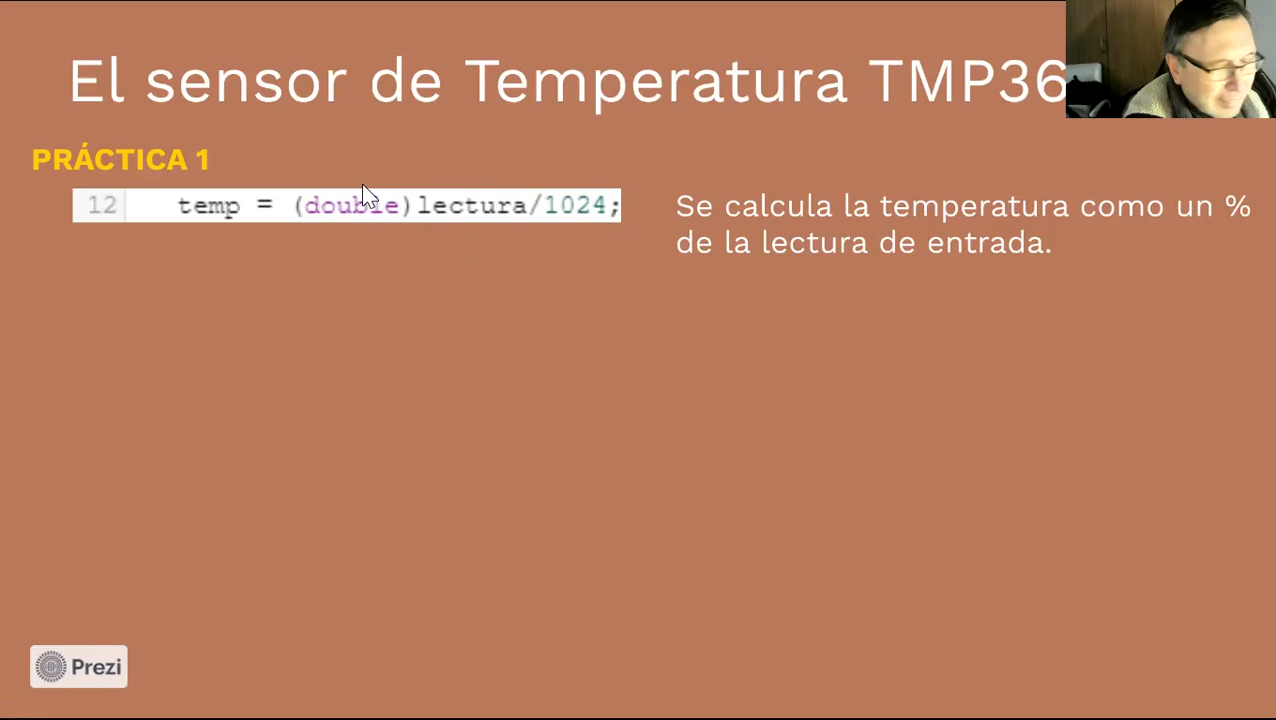 El sensor de Temperatura TMP36
PRÁCTICA 1
12 temp = (double)lectura/1024;
Se calcula la temperatura como un %
de la lectura de entrada.
Prezi